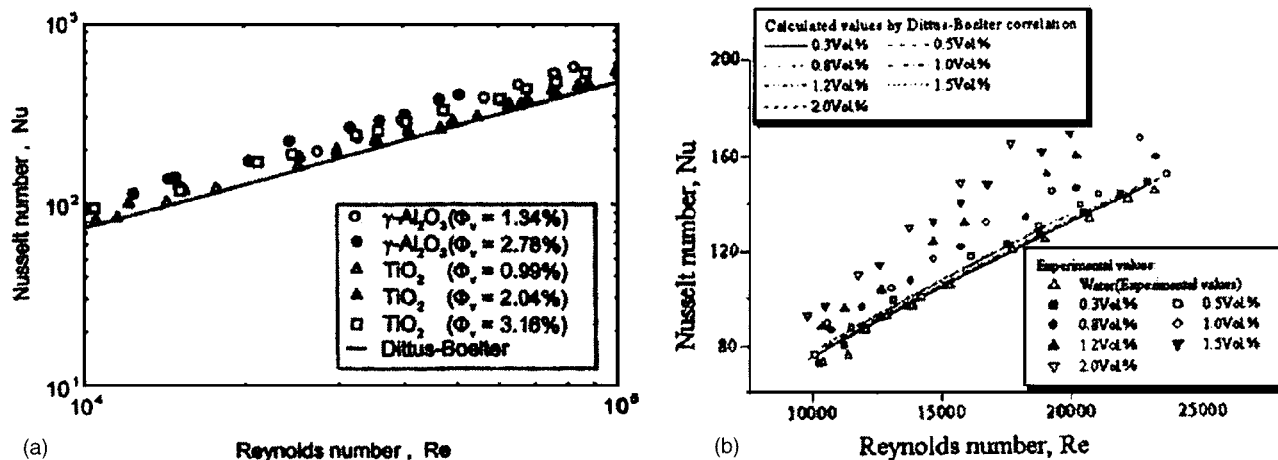 10³
10²
10¹
Nusselt number , Nu
γ-Al₂O₃(Φᵥ = 1.34%)
γ-Al₂O₃(Φᵥ = 2.78%)
TiO₂ (Φᵥ = 0.99%)
TiO₂ (Φᵥ = 2.04%)
TiO₂ (Φᵥ = 3.16%)
Dittus-Boelter
10⁴
Reynolds number , Re
(a)
Calculated values by Dittus-Boelter correlation
0.3Vol.% 0.5Vol.%
0.8Vol.% 1.0Vol.%
1.2Vol.% 1.5Vol.%
2.0Vol.%
200
160
120
80
Nusselt number, Nu
Experimental values
Water(Experimental values)
0.3Vol.% 0.5Vol.%
0.8Vol.% 1.0Vol.%
1.2Vol.% 1.5Vol.%
2.0Vol.%
10000 15000 20000 25000
Reynolds number, Re
(b)